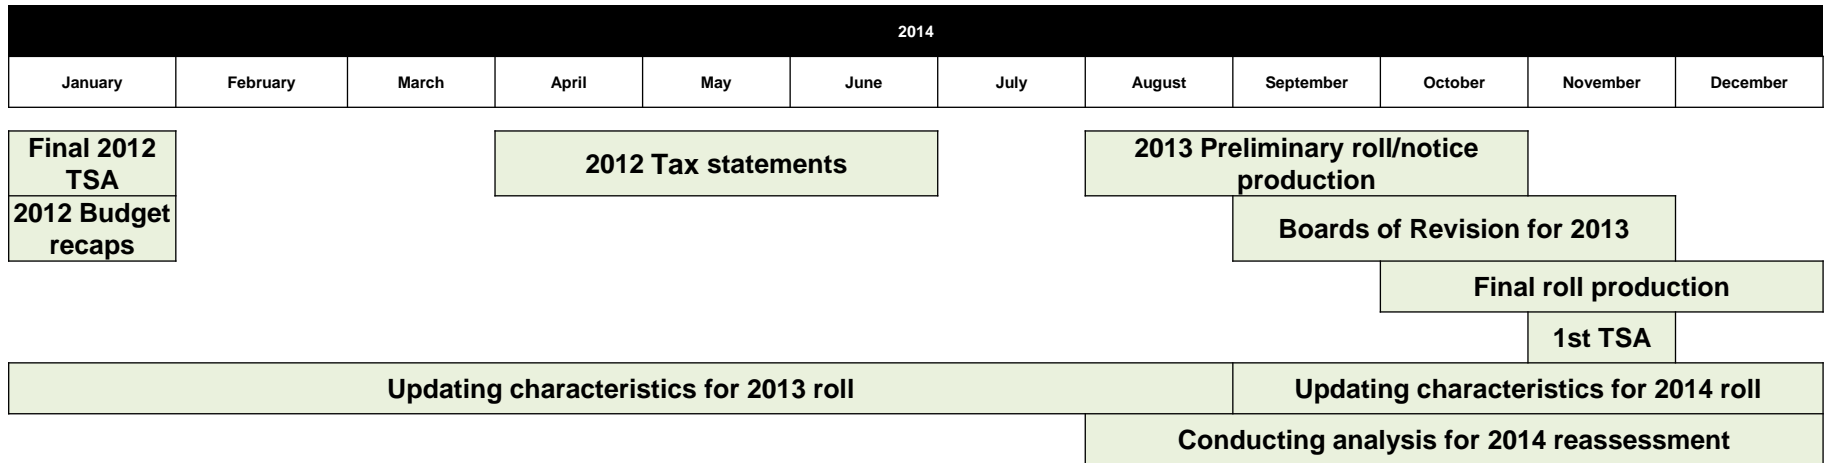 2014
January February March April May June July August September October November December
Final 2012
TSA
2012 Tax statements
2013 Preliminary roll/notice
production
2012 Budget
recaps
Boards of Revision for 2013
Final roll production
1st TSA
Updating characteristics for 2013 roll
Updating characteristics for 2014 roll
Conducting analysis for 2014 reassessment